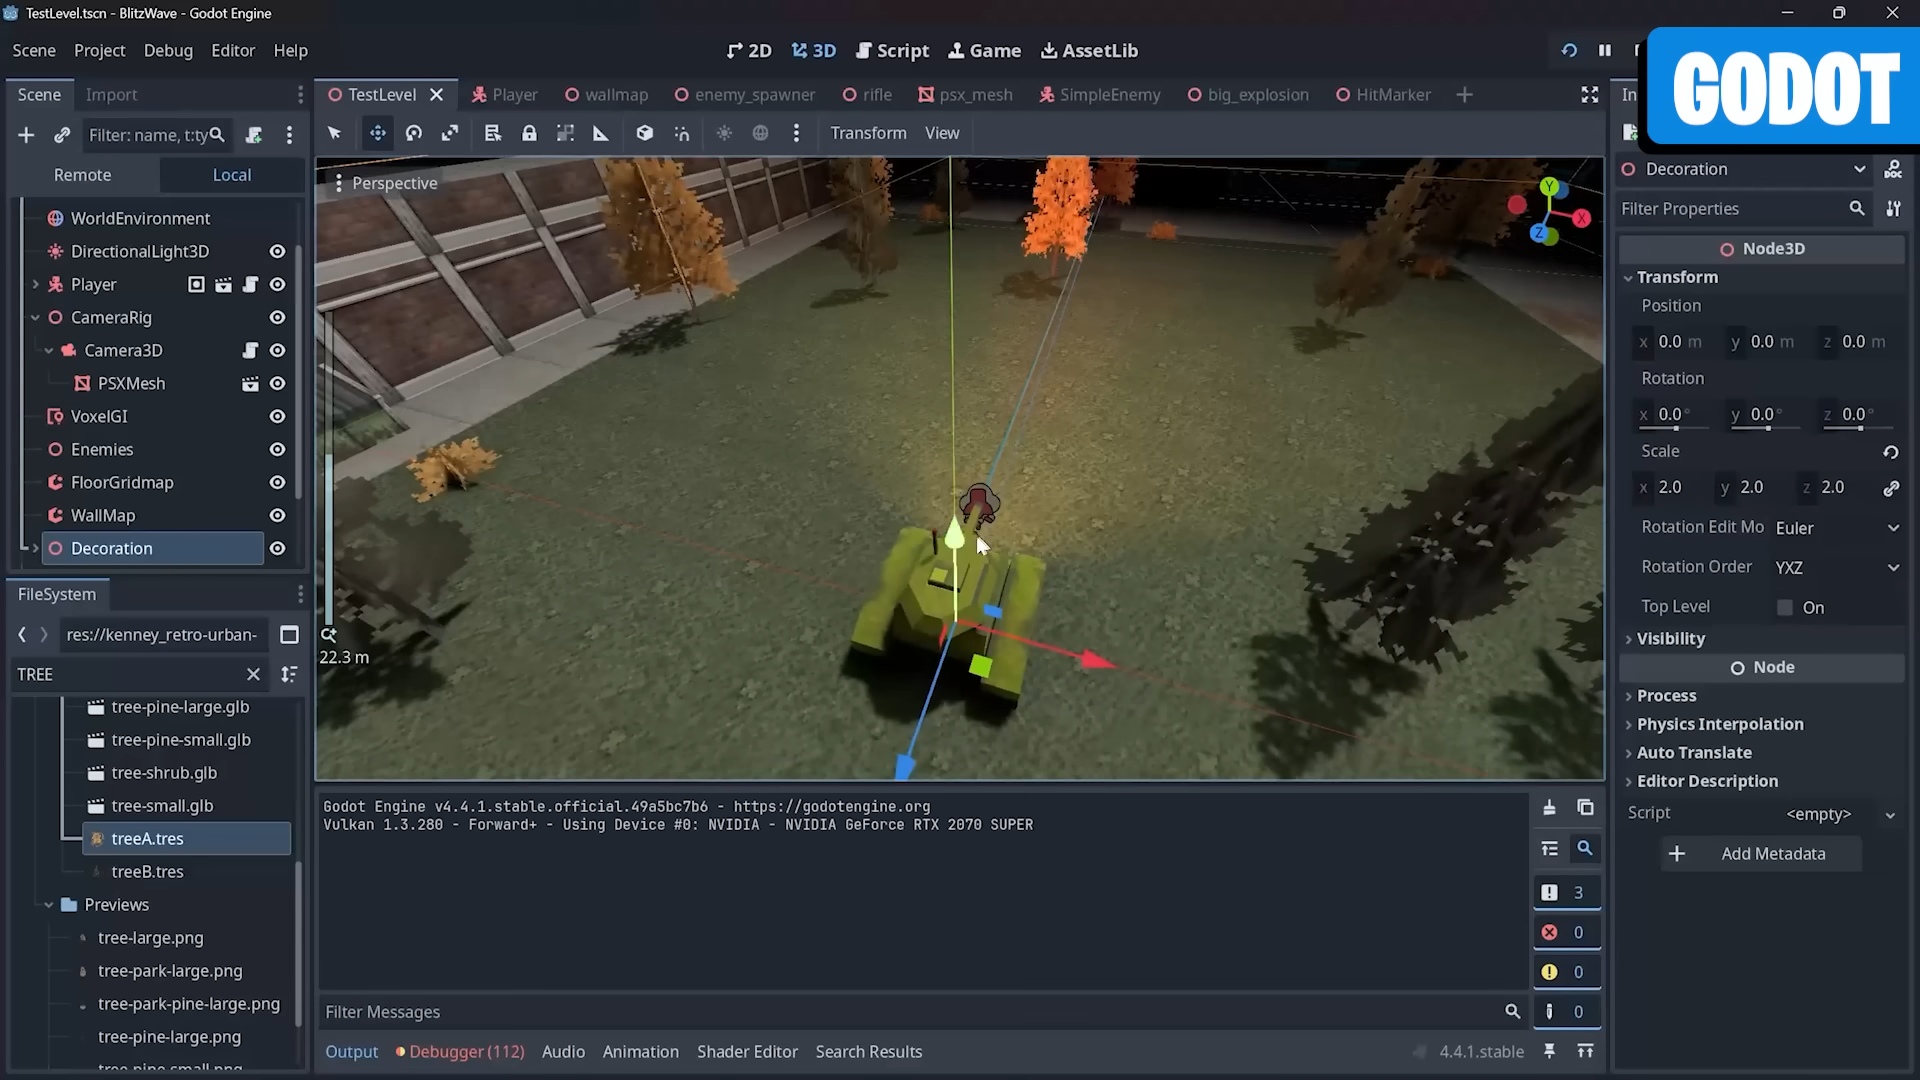 TestLevel.tscn - BlitzWave - Godot Engine
Scene Project Debug Editor Help
2D 3D Script Game AssetLib
GODOT
Scene Import
TestLevel Player wallmap enemy_spawner rifle psx_mesh SimpleEnemy big_explosion HitMarker
In
Filter: name, t:ty
Transform View
Remote Local
Perspective
Y
X
Z
Decoration
Filter Properties
WorldEnvironment
DirectionalLight3D
Player
CameraRig
Camera3D
PSXMesh
VoxelGI
Enemies
FloorGridmap
WallMap
Decoration
Node3D
Transform
Position
x 0.0 m y 0.0 m z 0.0 m
Rotation
x 0.0° y 0.0° z 0.0°
Scale
x 2.0 y 2.0 z 2.0
Rotation Edit Mo Euler
Rotation Order YXZ
Top Level On
Visibility
Node
Process
Physics Interpolation
Auto Translate
Editor Description
Script <empty>
Add Metadata
22.3 m
FileSystem
res://kenney_retro-urban-
TREE
tree-pine-large.glb
tree-pine-small.glb
tree-shrub.glb
tree-small.glb
treeA.tres
treeB.tres
Previews
tree-large.png
tree-park-large.png
tree-park-pine-large.png
tree-pine-large.png
tree-pine-small.png
Godot Engine v4.4.1.stable.official.49a5bc7b6 - https://godotengine.org
Vulkan 1.3.280 - Forward+ - Using Device #0: NVIDIA - NVIDIA GeForce RTX 2070 SUPER
3
0
0
0
Filter Messages
Output Debugger (112) Audio Animation Shader Editor Search Results
4.4.1.stable